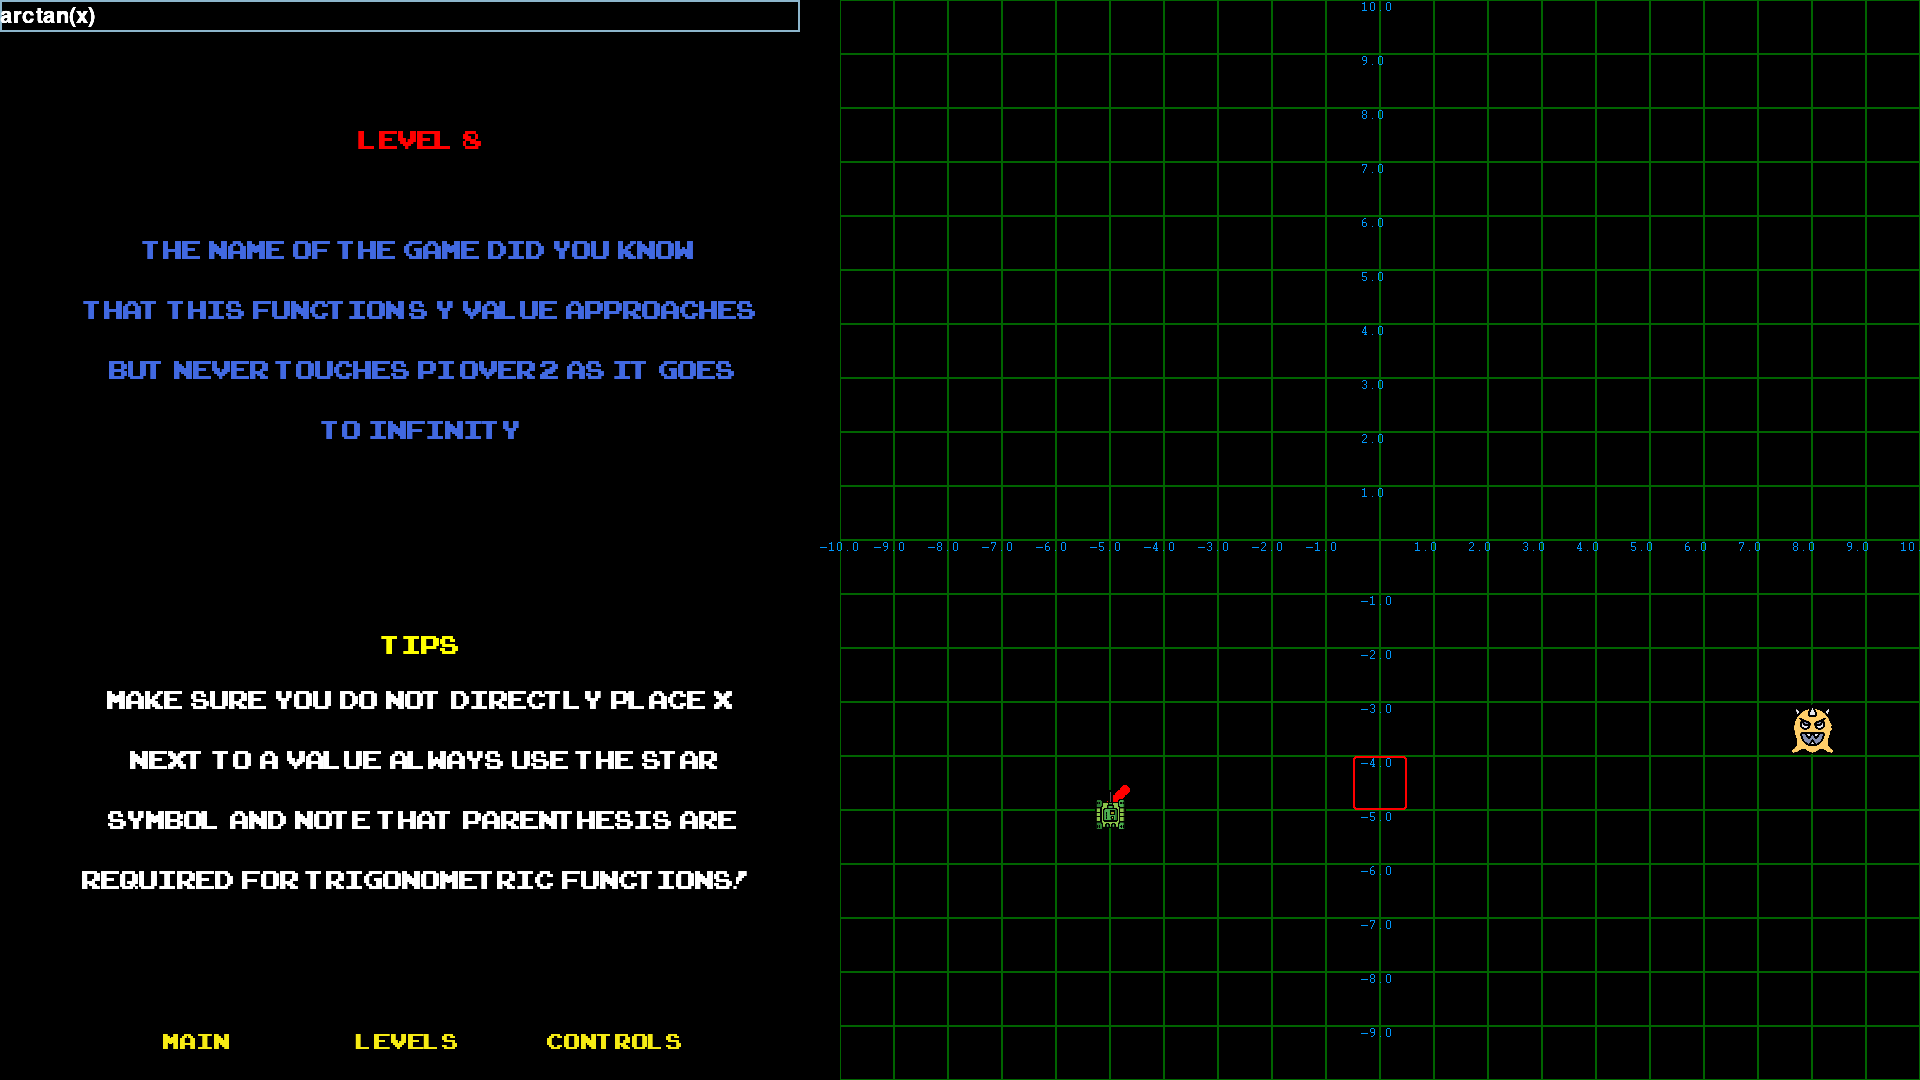 arctan(x)
LEVEL 8
THE NAME OF THE GAME DID YOU KNOW
THAT THIS FUNCTIONS Y VALUE APPROACHES
BUT NEVER TOUCHES PI OVER 2 AS IT GOES
TO INFINITY
TIPS
MAKE SURE YOU DO NOT DIRECTLY PLACE X
NEXT TO A VALUE ALWAYS USE THE STAR
SYMBOL AND NOTE THAT PARENTHESIS ARE
REQUIRED FOR TRIGONOMETRIC FUNCTIONS!
MAIN LEVELS CONTROLS
10.0
9.0
8.0
7.0
6.0
5.0
4.0
3.0
2.0
1.0
-10.0 -9.0 -8.0 -7.0 -6.0 -5.0 -4.0 -3.0 -2.0 -1.0 1.0 2.0 3.0 4.0 5.0 6.0 7.0 8.0 9.0 10.
-1.0
-2.0
-3.0
-4.0
-5.0
-6.0
-7.0
-8.0
-9.0